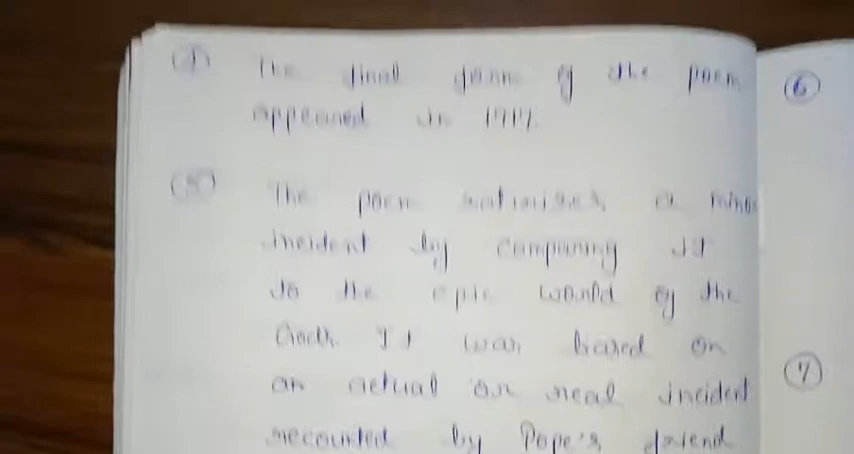 The final form of the poem
appeared in 1717.
(5) The poem satirises a minor
incident by comparing it
to the epic world of the
Gods. It was based on
an actual or real incident
recounted by Pope's friend
(6)
(7)